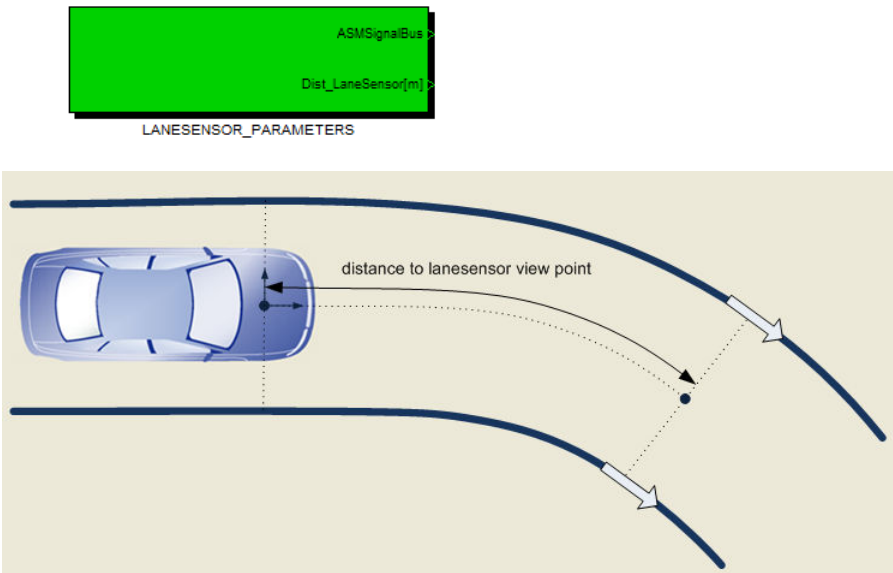 ASMSignalBus
Dist_LaneSensor[m]
LANESENSOR_PARAMETERS
distance to lanesensor view point